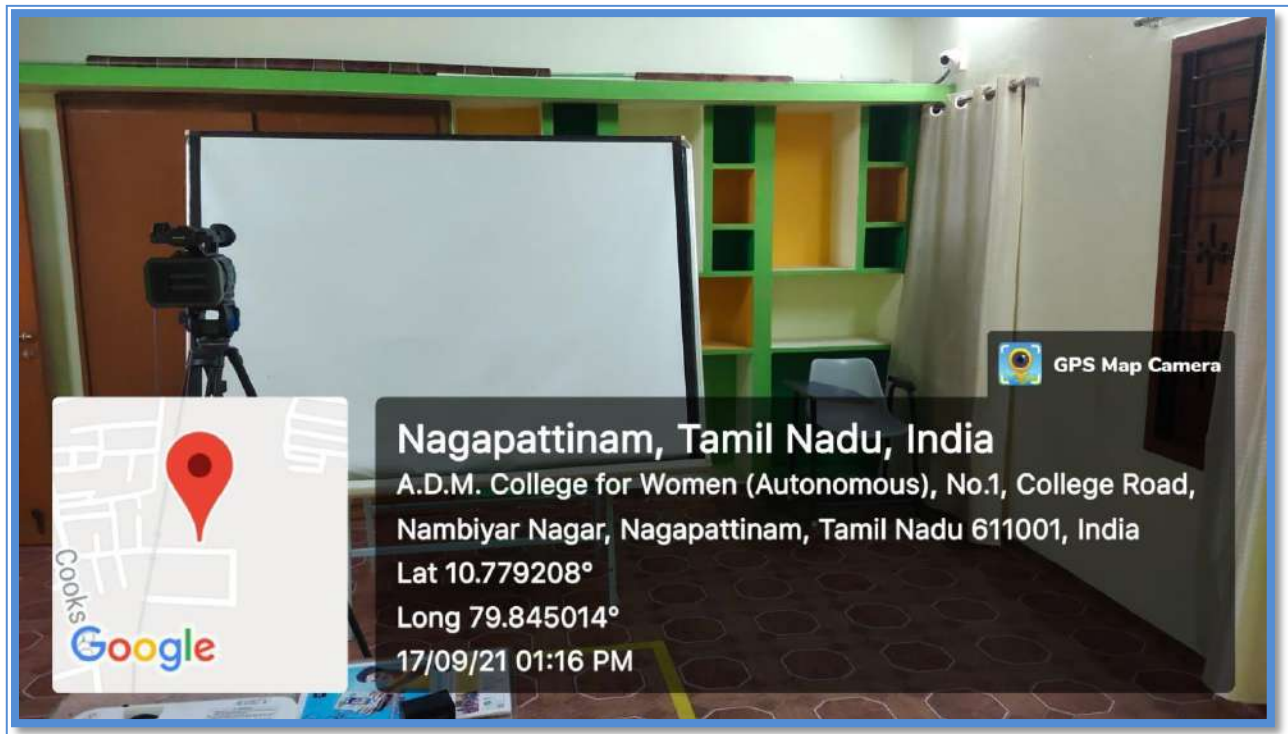 GPS Map Camera
Nagapattinam, Tamil Nadu, India
A.D.M. College for Women (Autonomous), No.1, College Road,
Nambiyar Nagar, Nagapattinam, Tamil Nadu 611001, India
Lat 10.779208°
Long 79.845014°
17/09/21 01:16 PM
Cooks
Google